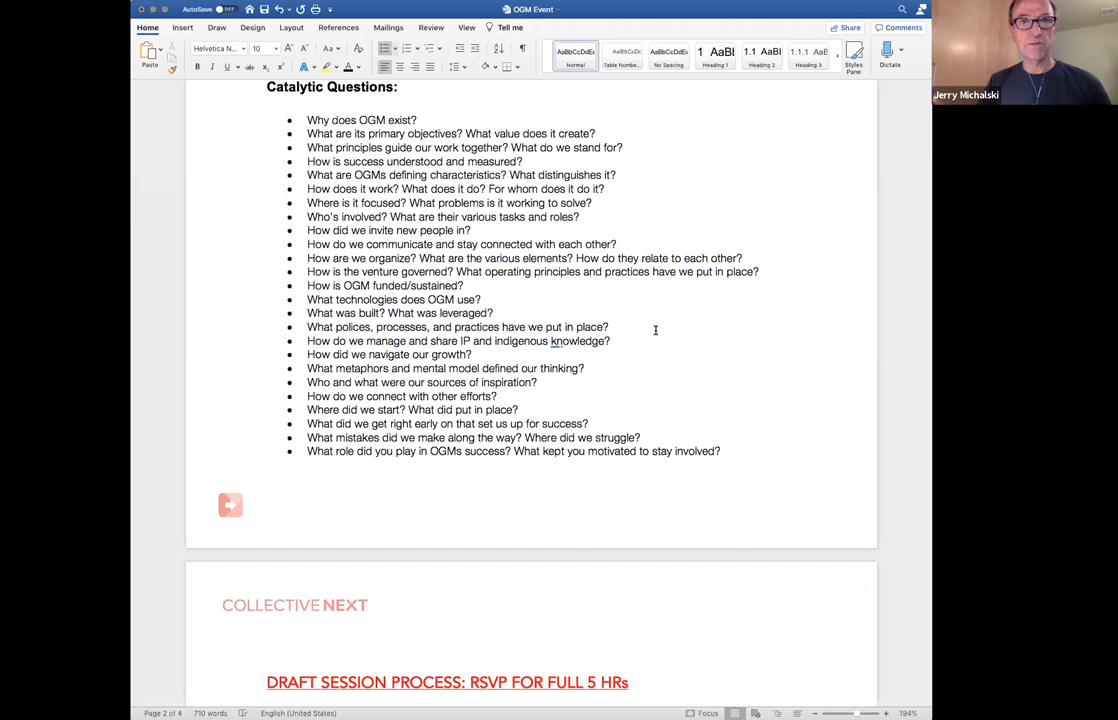 AutoSave OFF
OGM Event
Home Insert Draw Design Layout References Mailings Review View Tell me
Share Comments
Paste
Helvetica N... 10
Aa
AaBbCcDdEe
Normal
AaBbCcDc
Table Numbe...
AaBbCcDdEe
No Spacing
1 AaBb
Heading 1
1.1 AaBb
Heading 2
1.1.1 AaBb
Heading 3
Styles Pane
Dictate
B I U ab x x A A
Jerry Michalski
Catalytic Questions:
• Why does OGM exist?
• What are its primary objectives? What value does it create?
• What principles guide our work together? What do we stand for?
• How is success understood and measured?
• What are OGMs defining characteristics? What distinguishes it?
• How does it work? What does it do? For whom does it do it?
• Where is it focused? What problems is it working to solve?
• Who's involved? What are their various tasks and roles?
• How did we invite new people in?
• How do we communicate and stay connected with each other?
• How are we organize? What are the various elements? How do they relate to each other?
• How is the venture governed? What operating principles and practices have we put in place?
• How is OGM funded/sustained?
• What technologies does OGM use?
• What was built? What was leveraged?
• What polices, processes, and practices have we put in place?
• How do we manage and share IP and indigenous knowledge?
• How did we navigate our growth?
• What metaphors and mental model defined our thinking?
• Who and what were our sources of inspiration?
• How do we connect with other efforts?
• Where did we start? What did put in place?
• What did we get right early on that set us up for success?
• What mistakes did we make along the way? Where did we struggle?
• What role did you play in OGMs success? What kept you motivated to stay involved?
COLLECTIVE NEXT
DRAFT SESSION PROCESS: RSVP FOR FULL 5 HRs
Page 2 of 4 710 words English (United States) Focus 194%